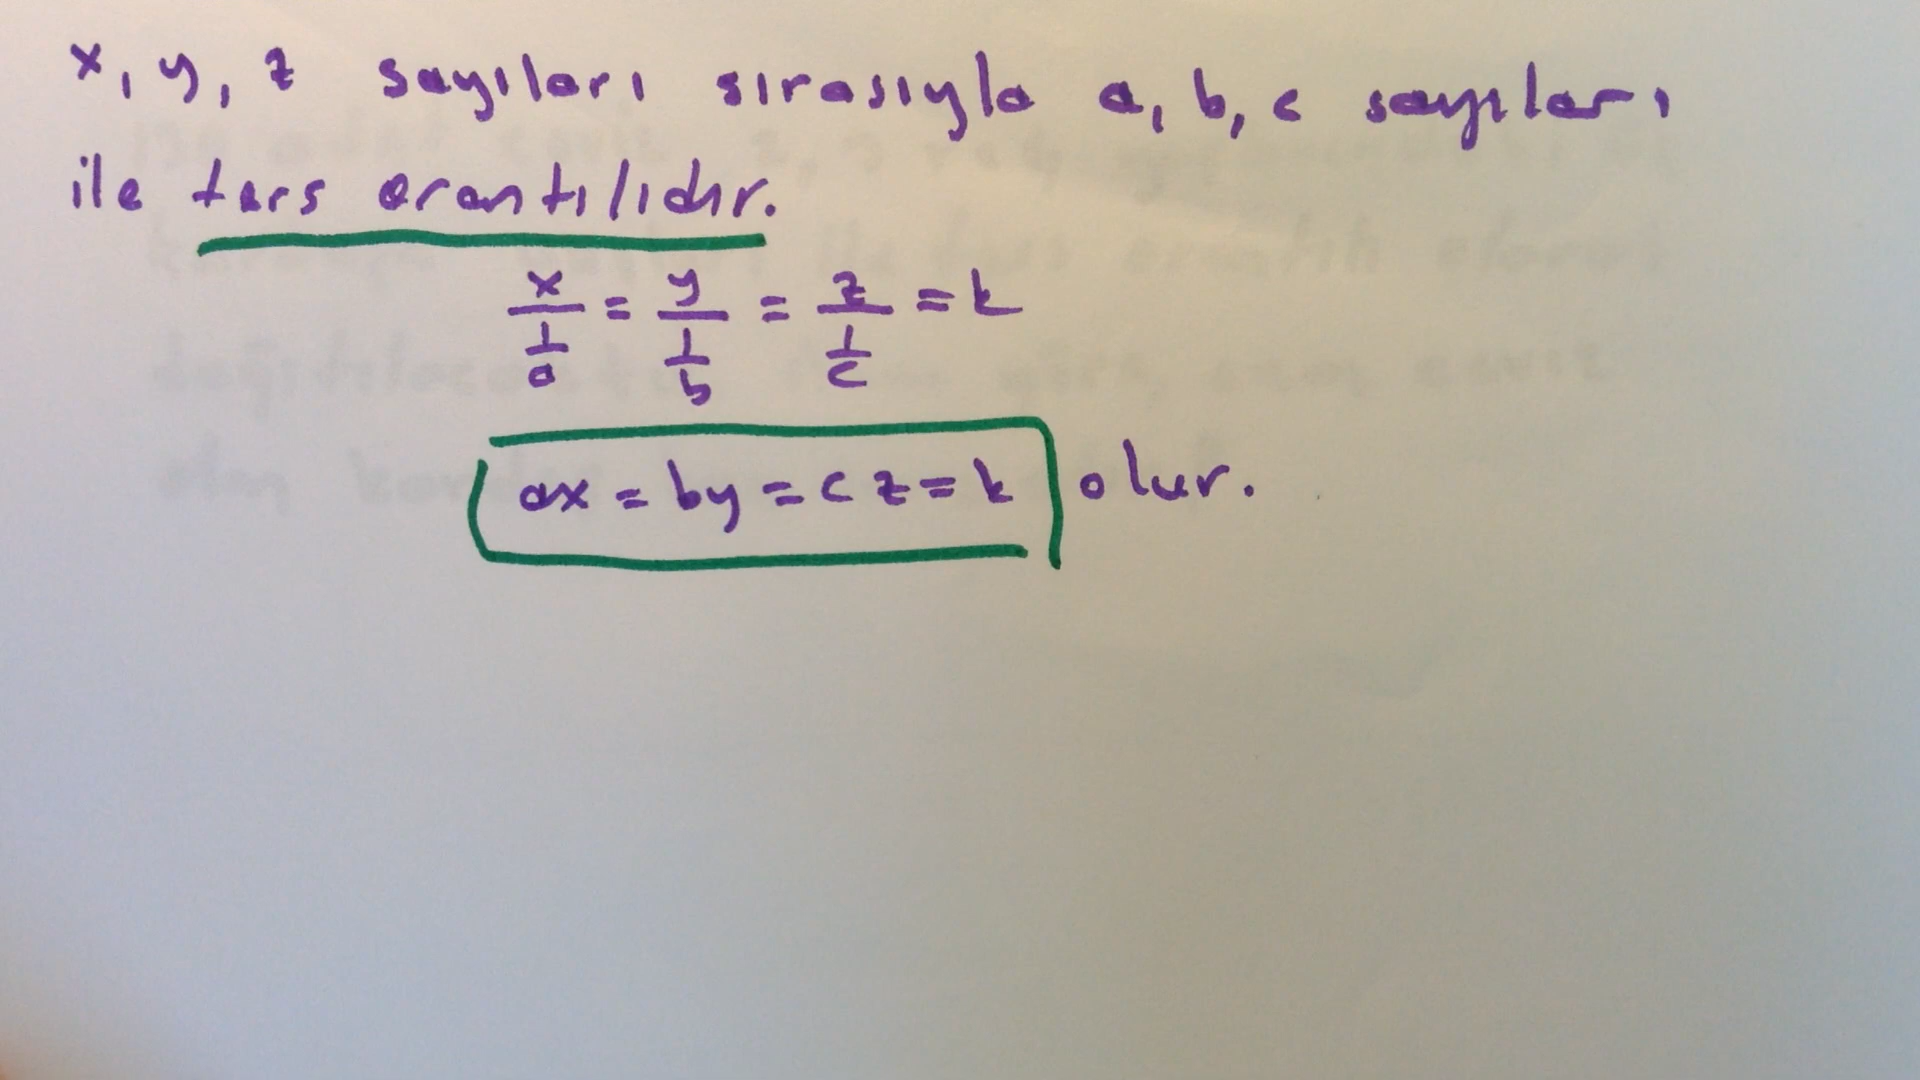 x, y, z sayıları sırasıyla a, b, c sayıları
ile ters orantılıdır.
x/(1/a) = y/(1/b) = z/(1/c) = k
ax = by = cz = k olur.